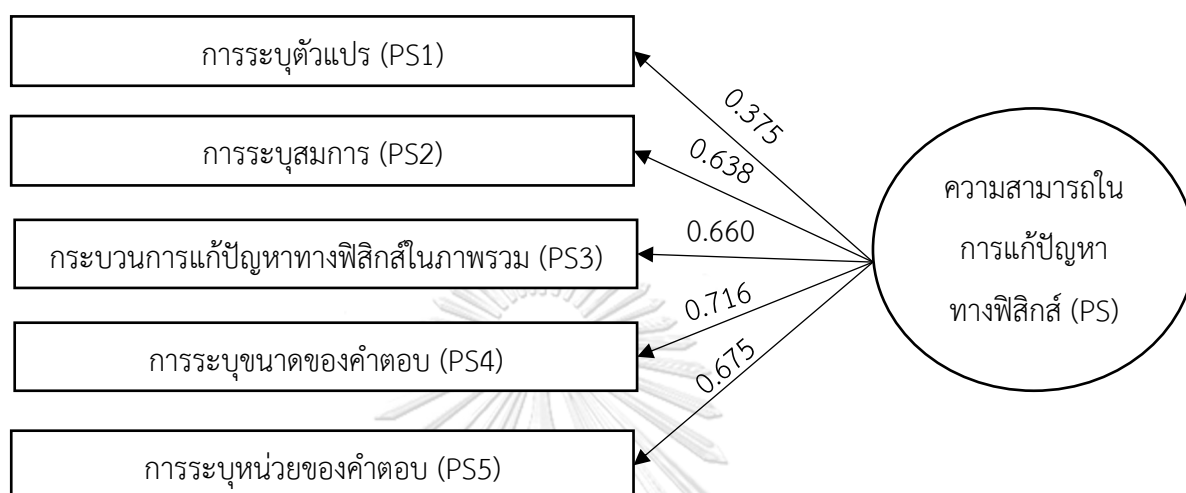 การระบุตัวแปร (PS1)
0.375
การระบุสมการ (PS2)
0.638
กระบวนการแก้ปัญหาทางฟิสิกส์ในภาพรวม (PS3)
0.660
การระบุขนาดของคำตอบ (PS4)
0.716
การระบุหน่วยของคำตอบ (PS5)
0.675
ความสามารถใน
การแก้ปัญหา
ทางฟิสิกส์ (PS)